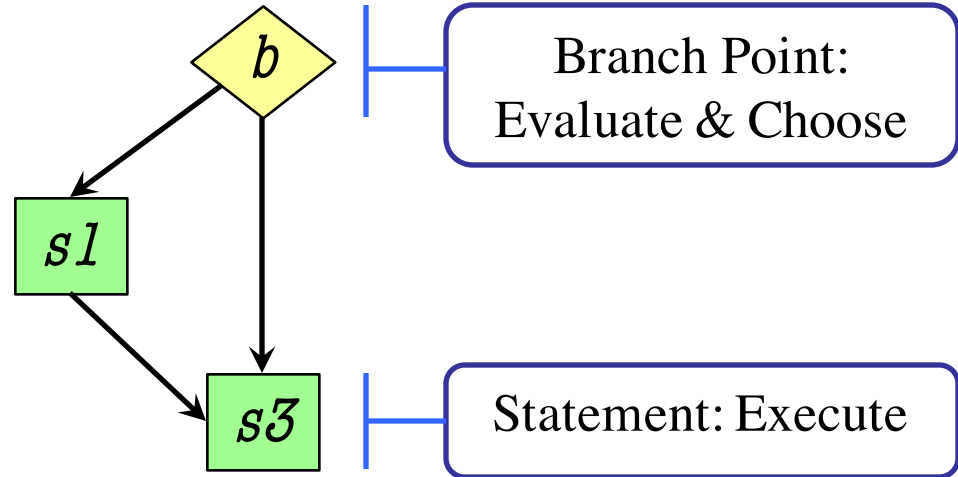 b
Branch Point:
Evaluate & Choose
s1
s3
Statement: Execute